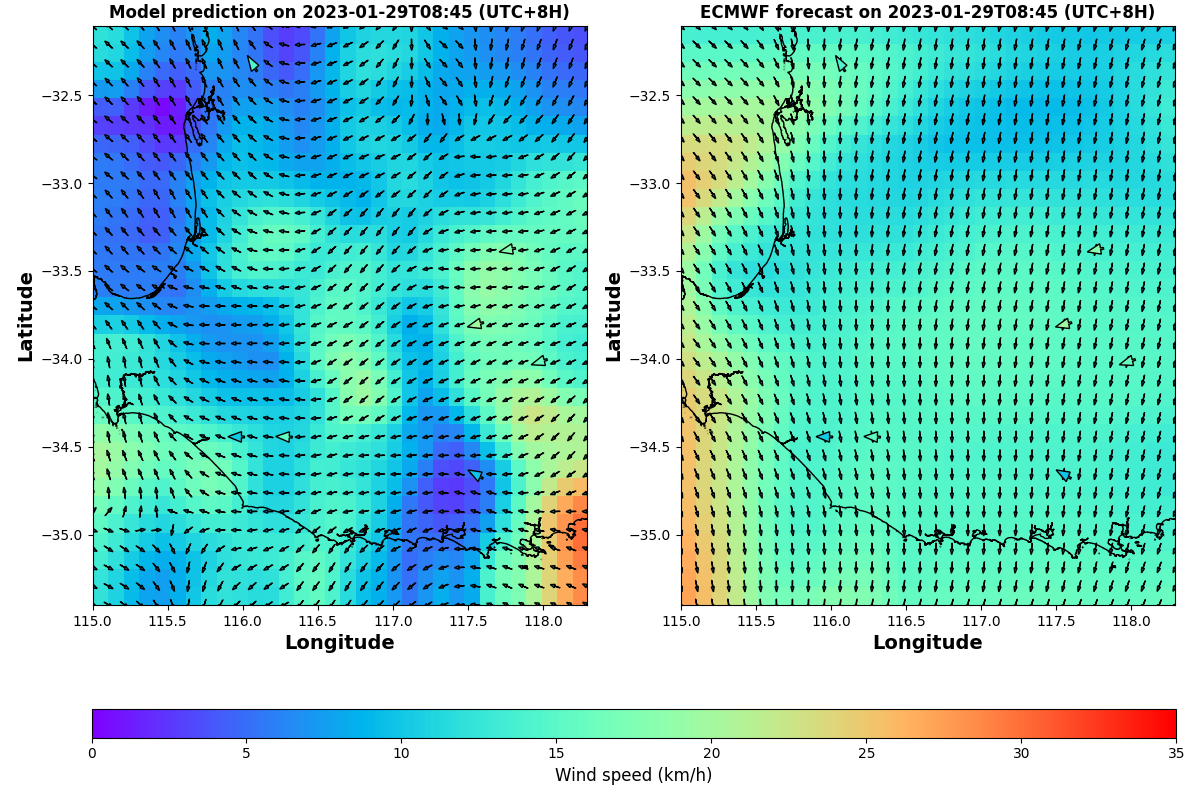 Model prediction on 2023-01-29T08:45 (UTC+8H)
ECMWF forecast on 2023-01-29T08:45 (UTC+8H)
Latitude
−32.5
−33.0
−33.5
−34.0
−34.5
−35.0
115.0 115.5 116.0 116.5 117.0 117.5 118.0
Longitude
Latitude
−32.5
−33.0
−33.5
−34.0
−34.5
−35.0
115.0 115.5 116.0 116.5 117.0 117.5 118.0
Longitude
0 5 10 15 20 25 30 35
Wind speed (km/h)